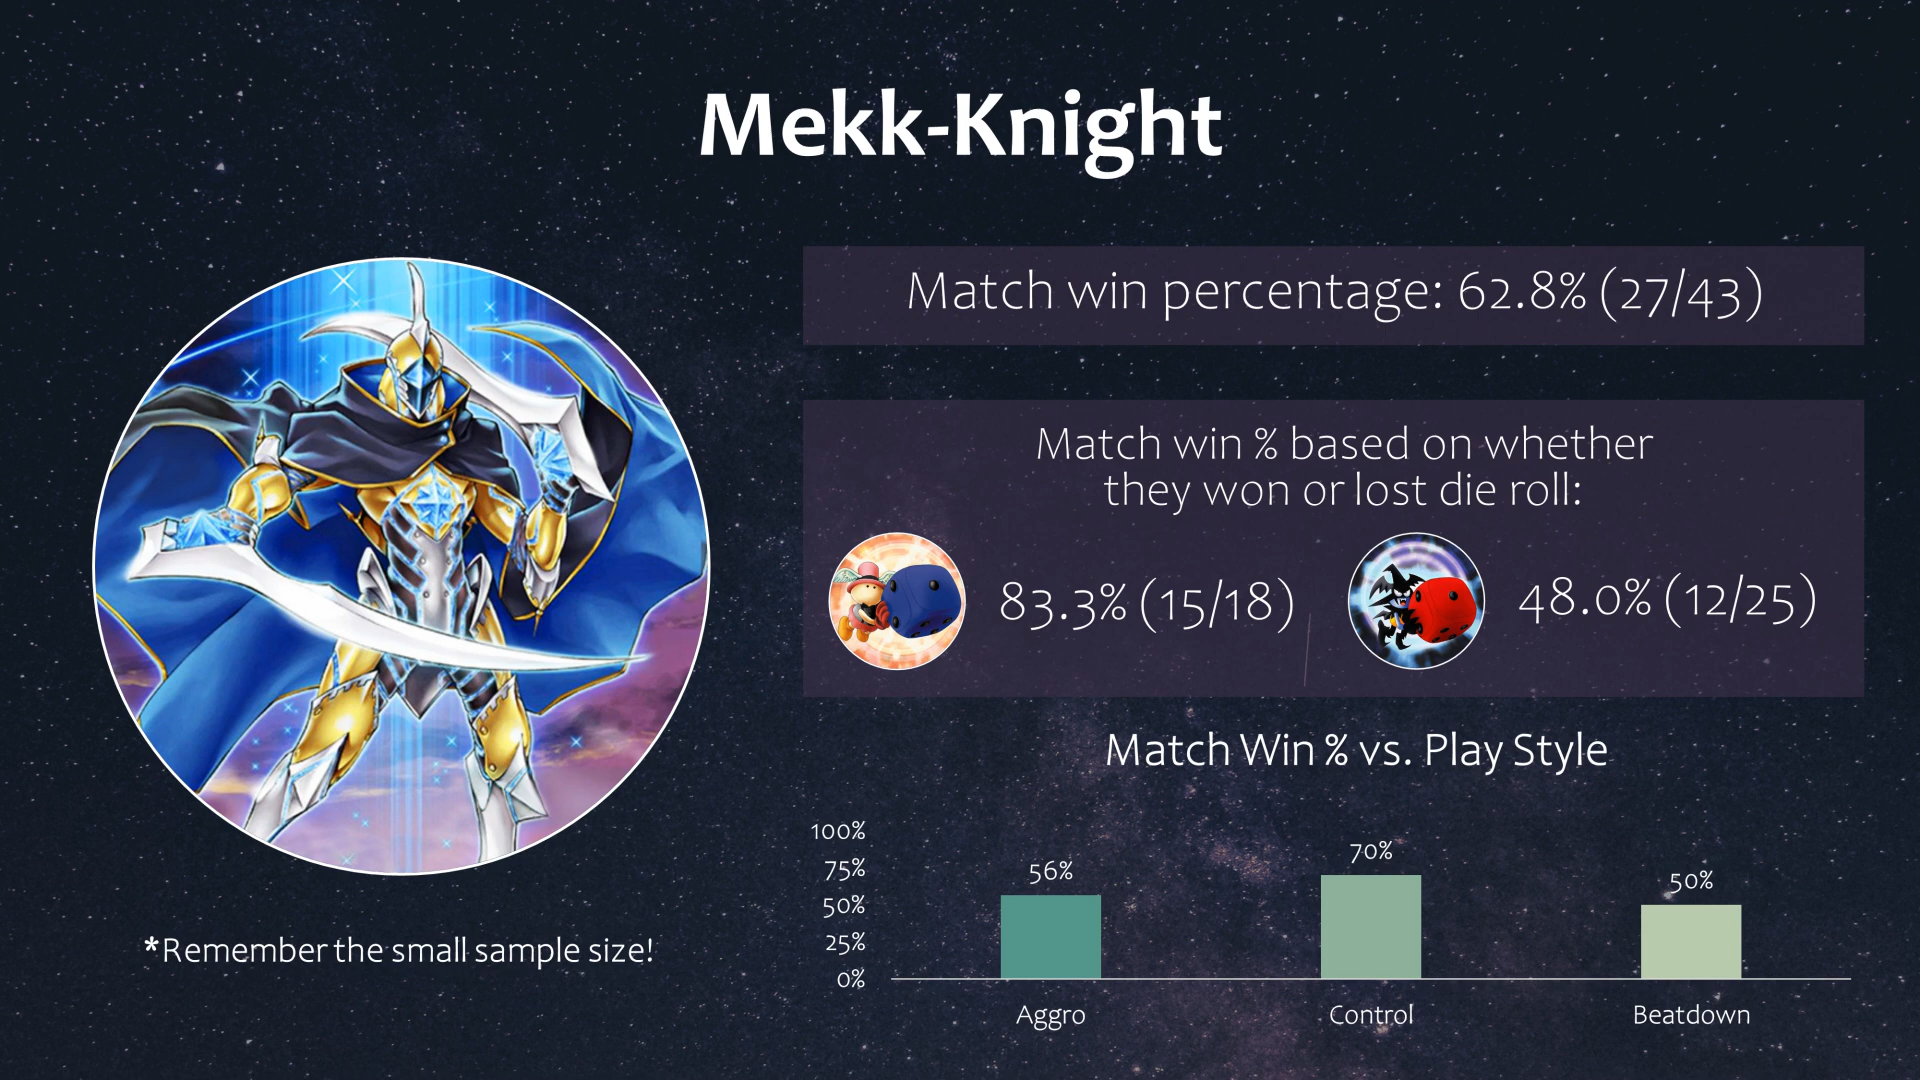 Mekk-Knight
Match win percentage: 62.8% (27/43)
Match win % based on whether
they won or lost die roll:
83.3% (15/18)
48.0% (12/25)
*Remember the small sample size!
Match Win % vs. Play Style
100%
75%
50%
25%
0%
56%
70%
50%
Aggro
Control
Beatdown